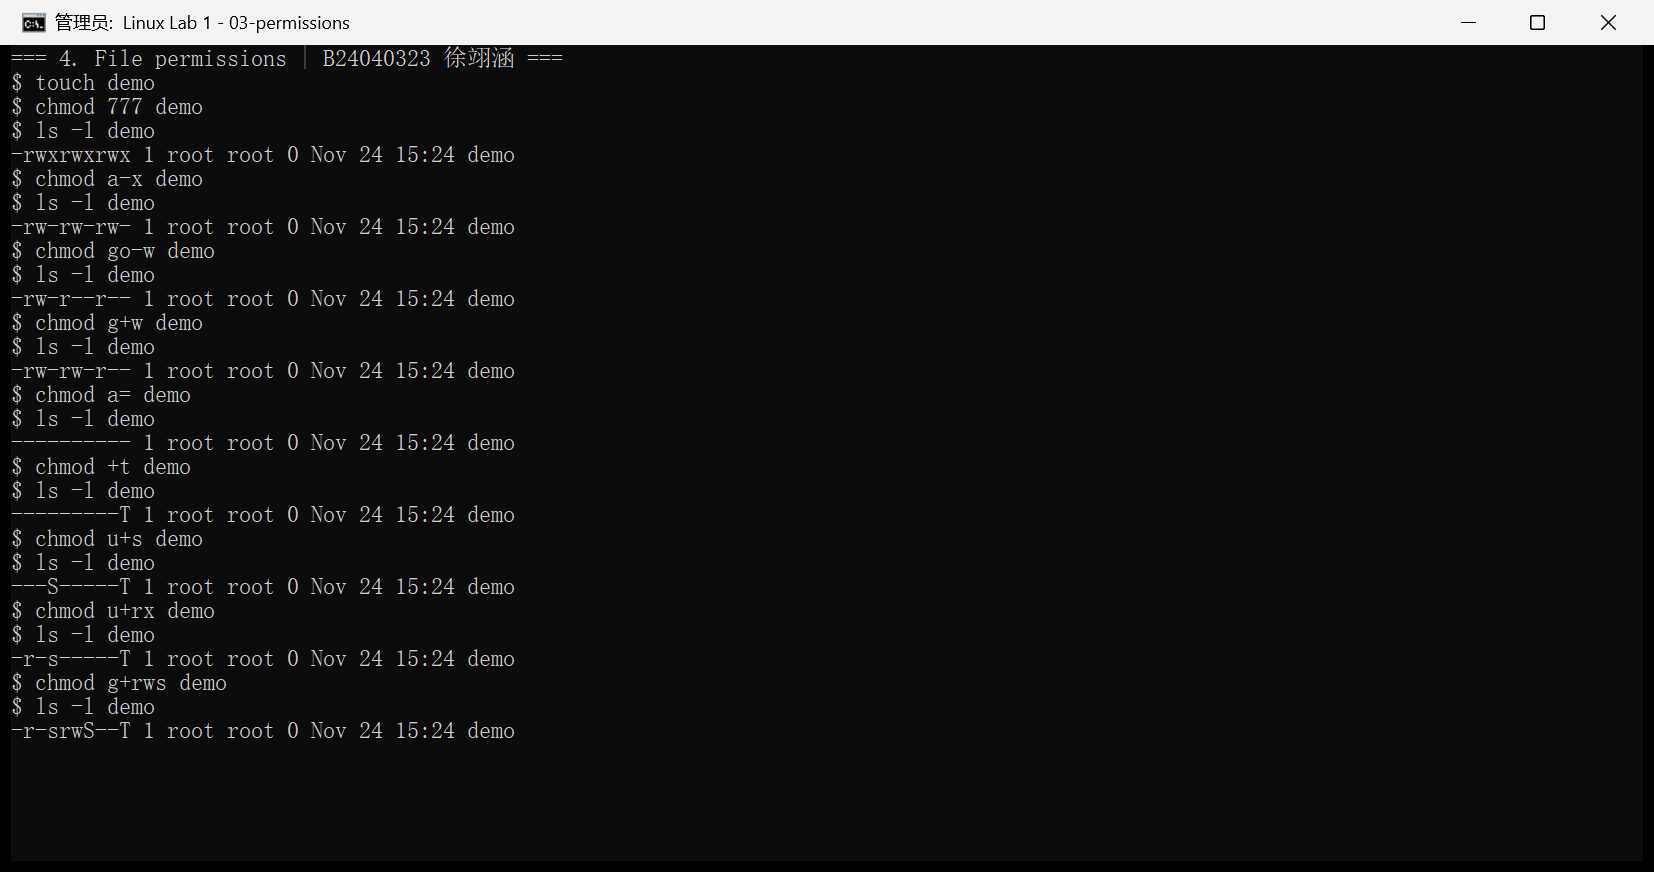 管理员: Linux Lab 1 - 03-permissions
=== 4. File permissions | B24040323 徐翊涵 ===
$ touch demo
$ chmod 777 demo
$ ls -l demo
-rwxrwxrwx 1 root root 0 Nov 24 15:24 demo
$ chmod a-x demo
$ ls -l demo
-rw-rw-rw- 1 root root 0 Nov 24 15:24 demo
$ chmod go-w demo
$ ls -l demo
-rw-r--r-- 1 root root 0 Nov 24 15:24 demo
$ chmod g+w demo
$ ls -l demo
-rw-rw-r-- 1 root root 0 Nov 24 15:24 demo
$ chmod a= demo
$ ls -l demo
---------- 1 root root 0 Nov 24 15:24 demo
$ chmod +t demo
$ ls -l demo
---------T 1 root root 0 Nov 24 15:24 demo
$ chmod u+s demo
$ ls -l demo
---S-----T 1 root root 0 Nov 24 15:24 demo
$ chmod u+rx demo
$ ls -l demo
-r-s-----T 1 root root 0 Nov 24 15:24 demo
$ chmod g+rws demo
$ ls -l demo
-r-srwS--T 1 root root 0 Nov 24 15:24 demo